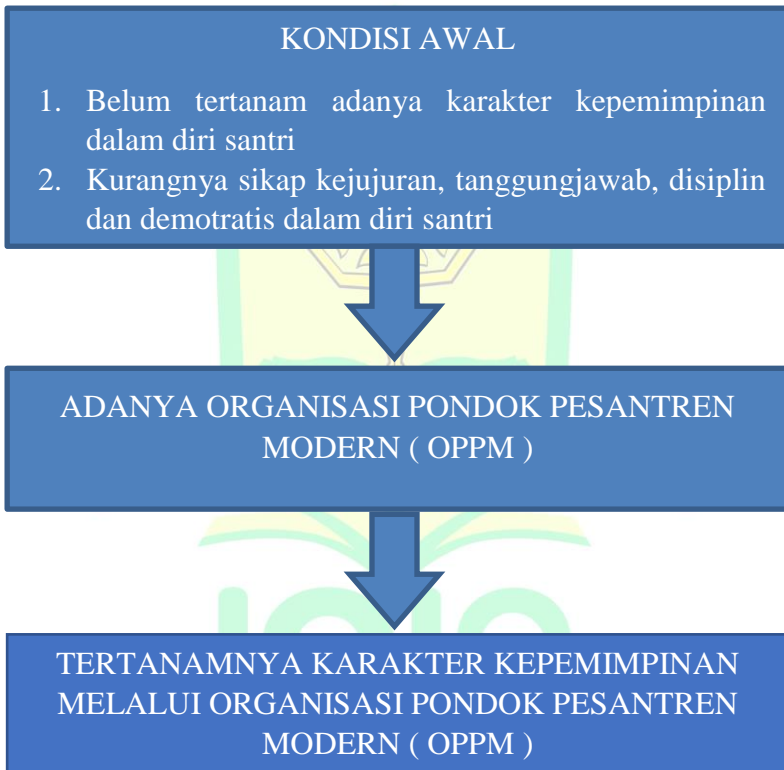 KONDISI AWAL
1. Belum tertanam adanya karakter kepemimpinan
dalam diri santri
2. Kurangnya sikap kejujuran, tanggungjawab, disiplin
dan demotratis dalam diri santri
ADANYA ORGANISASI PONDOK PESANTREN
MODERN ( OPPM )
TERTANAMNYA KARAKTER KEPEMIMPINAN
MELALUI ORGANISASI PONDOK PESANTREN
MODERN ( OPPM )